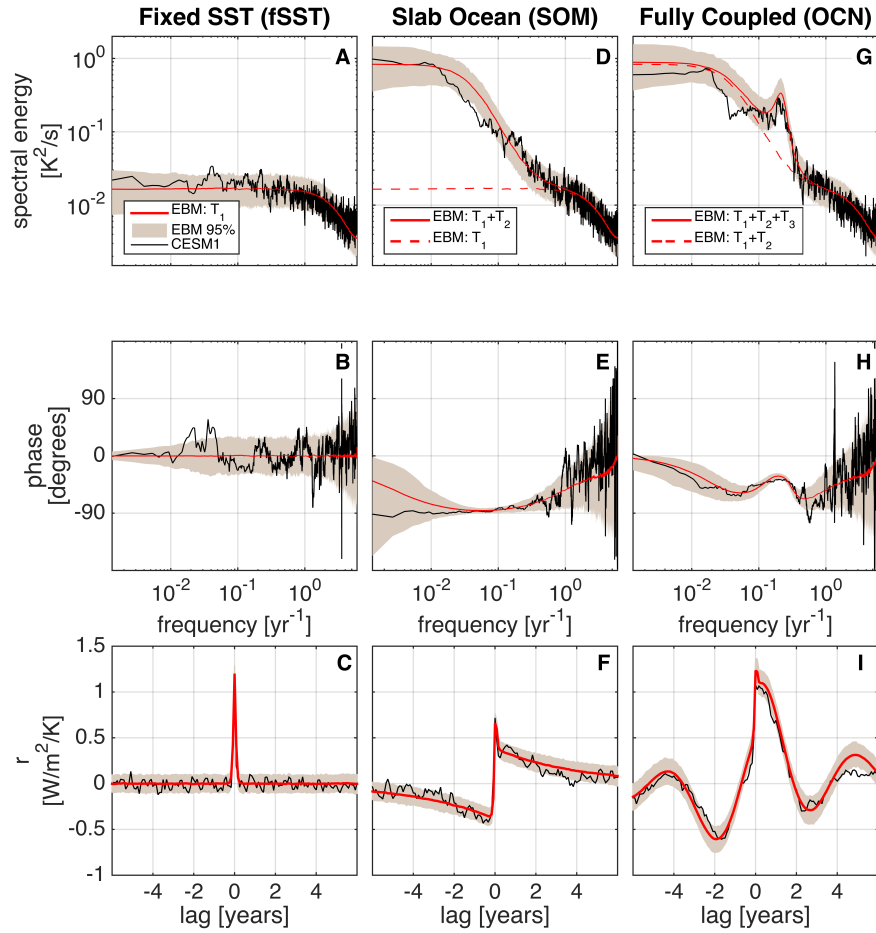 Fixed SST (fSST)
Slab Ocean (SOM)
Fully Coupled (OCN)
spectral energy
[K²/s]
10⁰
10⁻¹
10⁻²
A
EBM: T₁
EBM 95%
CESM1
D
EBM: T₁+T₂
EBM: T₁
G
EBM: T₁+T₂+T₃
EBM: T₁+T₂
phase
[degrees]
90
0
-90
B
E
H
10⁻² 10⁻¹ 10⁰
10⁻² 10⁻¹ 10⁰
10⁻² 10⁻¹ 10⁰
frequency [yr⁻¹]
frequency [yr⁻¹]
frequency [yr⁻¹]
r
[W/m²/K]
1.5
1
0.5
0
-0.5
-1
C
F
I
-4 -2 0 2 4
-4 -2 0 2 4
-4 -2 0 2 4
lag [years]
lag [years]
lag [years]